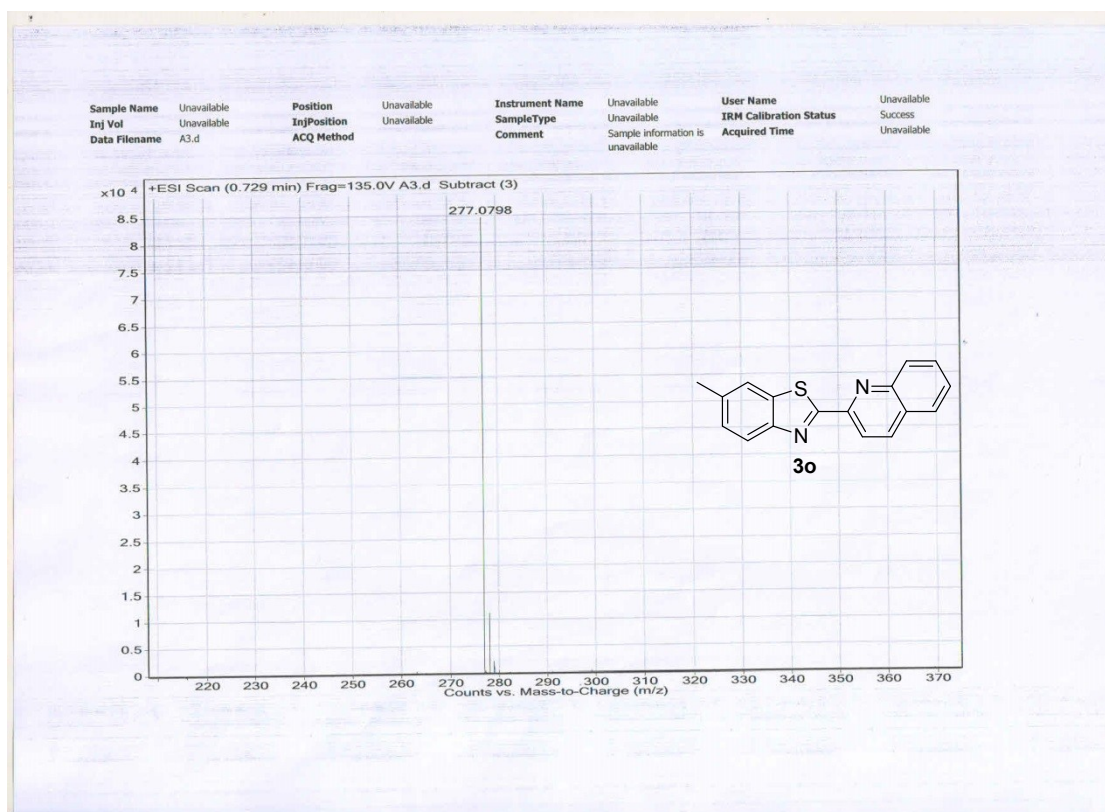 Sample Name Unavailable Position Unavailable Instrument Name Unavailable User Name Unavailable
Inj Vol Unavailable InjPosition Unavailable SampleType Unavailable IRM Calibration Status Success
Data Filename A3.d ACQ Method Comment Sample information is unavailable Acquired Time Unavailable
x10 4
+ESI Scan (0.729 min) Frag=135.0V A3.d Subtract (3)
277.0798
8.5
8
7.5
7
6.5
6
5.5
5
4.5
4
3.5
3
2.5
2
1.5
1
0.5
0
S
N
N
3o
220 230 240 250 260 270 280 290 300 310 320 330 340 350 360 370
Counts vs. Mass-to-Charge (m/z)